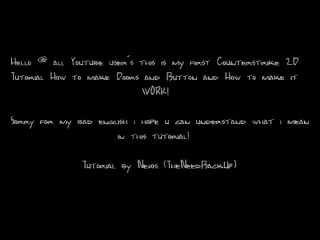 Hello @ all Youtube user's this is my first Counterstrike 2D
Tutorial How to make Doors and Button and How to make it
WORK!
Sorry for my bad english i hope u can understand what i mean
in this tutorial!
Tutorial by Nexos (TheNeedBackUp)